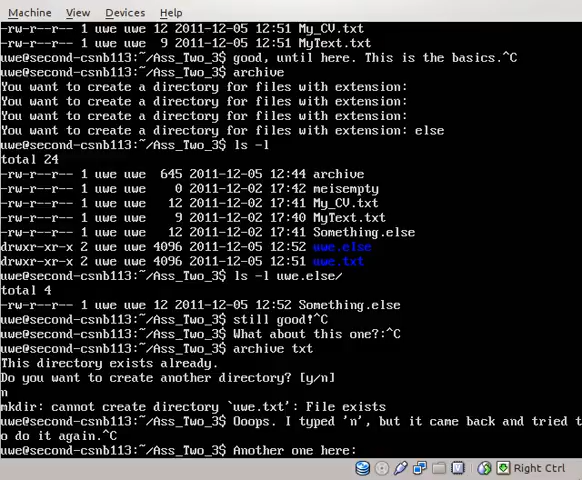 Machine View Devices Help
-rw-r--r-- 1 uwe uwe 12 2011-12-05 12:51 My_CV.txt
-rw-r--r-- 1 uwe uwe 9 2011-12-05 12:51 MyText.txt
uwe@second-csnb113:~/Ass_Two_3$ good, until here. This is the basics.^C
uwe@second-csnb113:~/Ass_Two_3$ archive
You want to create a directory for files with extension:
You want to create a directory for files with extension:
You want to create a directory for files with extension:
You want to create a directory for files with extension: else
uwe@second-csnb113:~/Ass_Two_3$ ls -l
total 24
-rw-r--r-- 1 uwe uwe 645 2011-12-05 12:44 archive
-rw-r--r-- 1 uwe uwe 0 2011-12-02 17:42 meisempty
-rw-r--r-- 1 uwe uwe 12 2011-12-02 17:41 My_CV.txt
-rw-r--r-- 1 uwe uwe 9 2011-12-02 17:40 MyText.txt
-rw-r--r-- 1 uwe uwe 12 2011-12-02 17:41 Something.else
drwxr-xr-x 2 uwe uwe 4096 2011-12-05 12:52 uwe.else
drwxr-xr-x 2 uwe uwe 4096 2011-12-05 12:51 uwe.txt
uwe@second-csnb113:~/Ass_Two_3$ ls -l uwe.else/
total 4
-rw-r--r-- 1 uwe uwe 12 2011-12-05 12:52 Something.else
uwe@second-csnb113:~/Ass_Two_3$ still good!^C
uwe@second-csnb113:~/Ass_Two_3$ What about this one?:^C
uwe@second-csnb113:~/Ass_Two_3$ archive txt
This directory exists already.
Do you want to create another directory? [y/n]
n
mkdir: cannot create directory `uwe.txt': File exists
uwe@second-csnb113:~/Ass_Two_3$ Ooops. I typed 'n', but it came back and tried t
o do it again.^C
uwe@second-csnb113:~/Ass_Two_3$ Another one here:
Right Ctrl